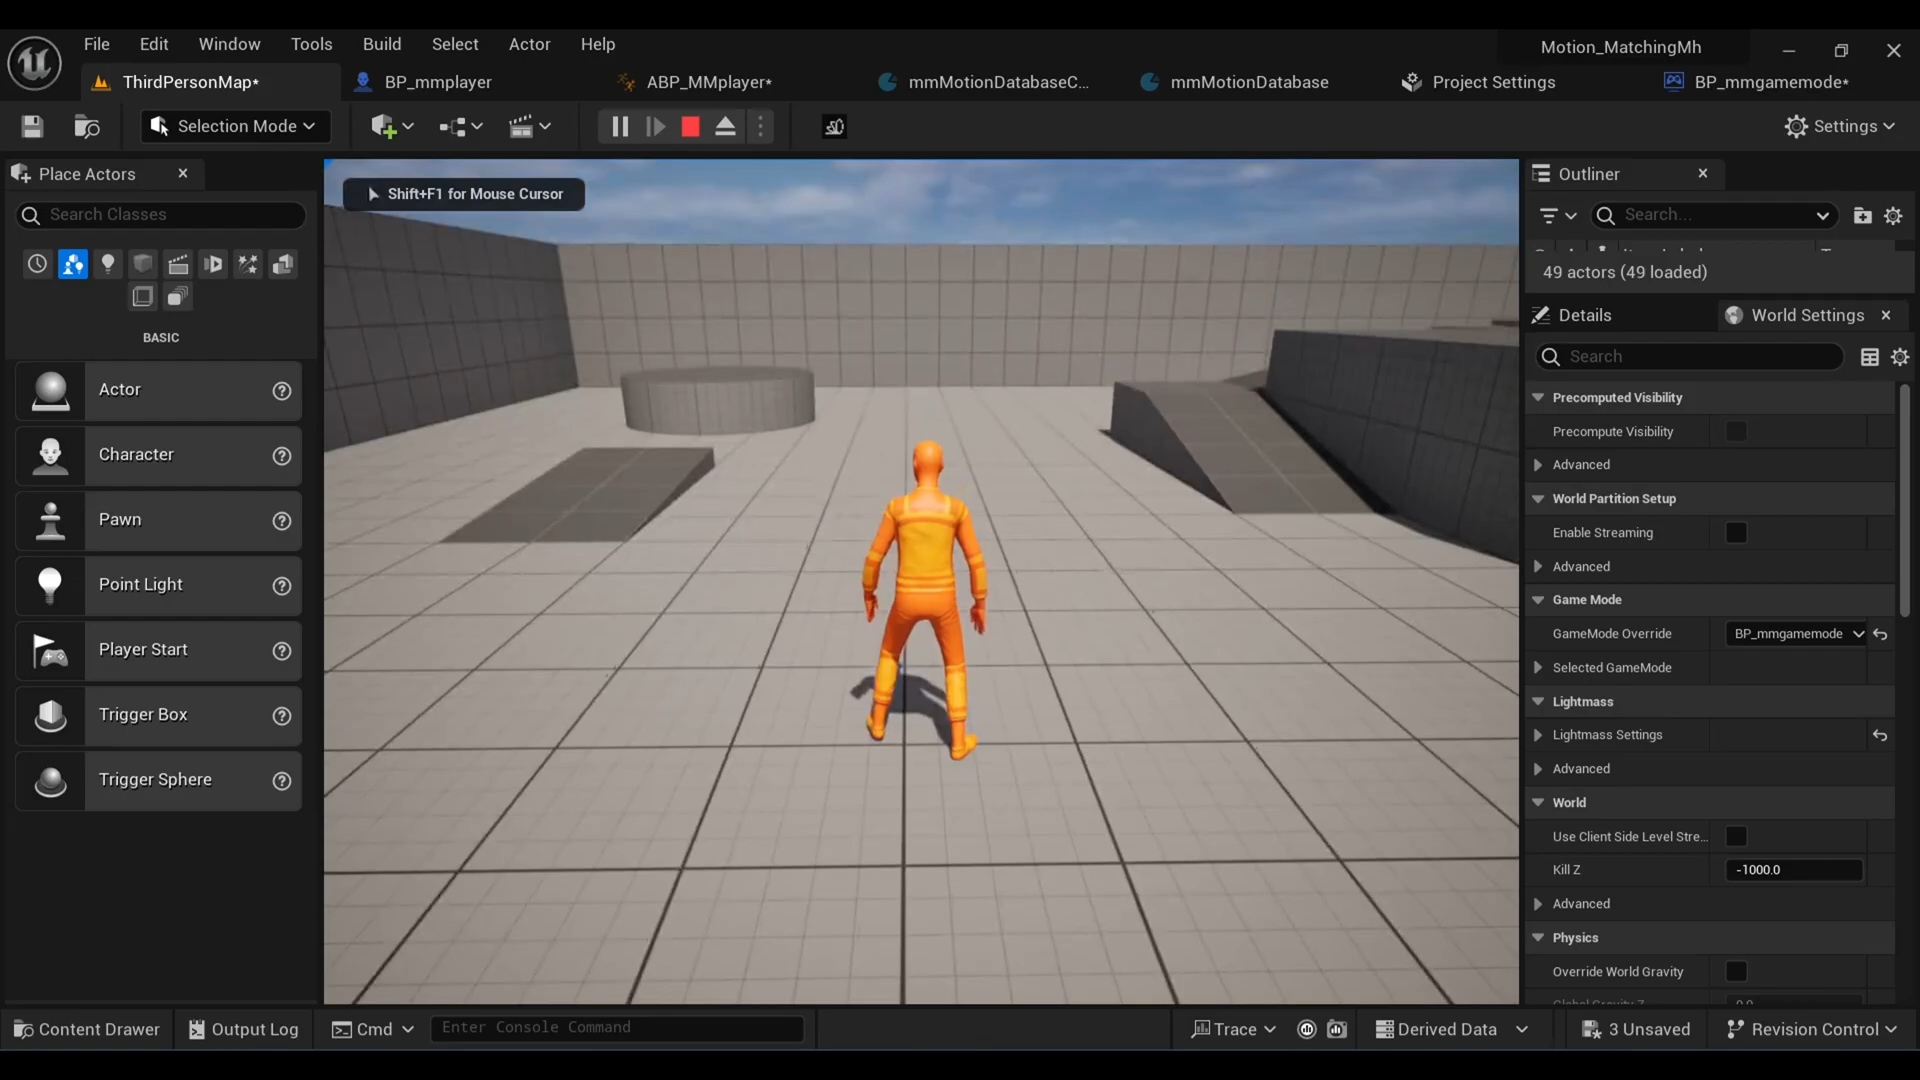 File Edit Window Tools Build Select Actor Help
Motion_MatchingMh
ThirdPersonMap*
BP_mmplayer
ABP_MMplayer*
mmMotionDatabaseC...
mmMotionDatabase
Project Settings
BP_mmgamemode*
Selection Mode
Settings
Place Actors
Search Classes
BASIC
Actor
Character
Pawn
Point Light
Player Start
Trigger Box
Trigger Sphere
Shift+F1 for Mouse Cursor
Outliner
Search...
49 actors (49 loaded)
Details
World Settings
Search
Precomputed Visibility
Precompute Visibility
Advanced
World Partition Setup
Enable Streaming
Advanced
Game Mode
GameMode Override
BP_mmgamemode
Selected GameMode
Lightmass
Lightmass Settings
Advanced
World
Use Client Side Level Stre...
Kill Z
-1000.0
Advanced
Physics
Override World Gravity
Content Drawer
Output Log
Cmd
Enter Console Command
Trace
Derived Data
3 Unsaved
Revision Control